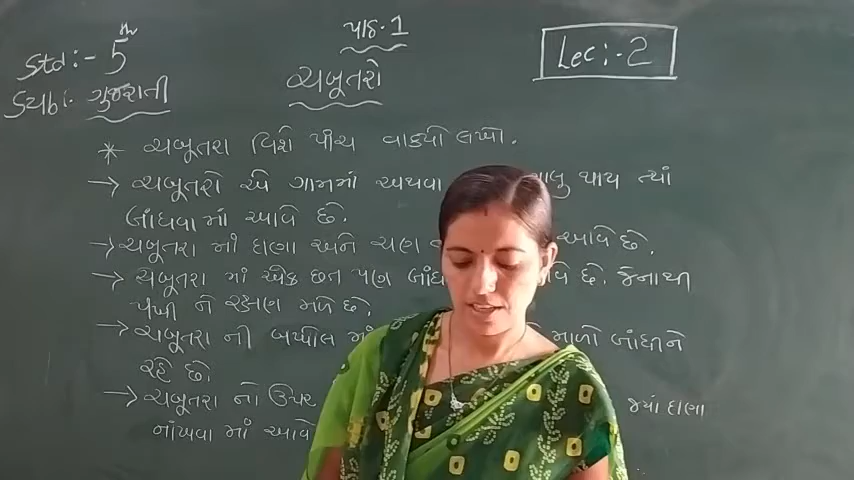 પાઠ.1
Std :- 5th
Lec :- 2
Sub :- ગુજરાતી
ચબૂતરો
* ચબૂતરા વિશે પાંચ વાક્યો લખો.
→ ચબૂતરો એ ગામમાં અથવા ચાલુ થાય ત્યાં
બાંધવામાં આવે છે.
→ ચબૂતરા માં દાણા અને ચણ આવે છે.
→ ચબૂતરા માં એક છત પણ છે. જેનાથી
પંખી ને રક્ષણ મળે છે.
→ ચબૂતરા ની બખોલ માળો બાંધીને
રહે છે.
→ ચબૂતરા નો ઉપર જ્યાં દાણા
નાંખવા માં આવે